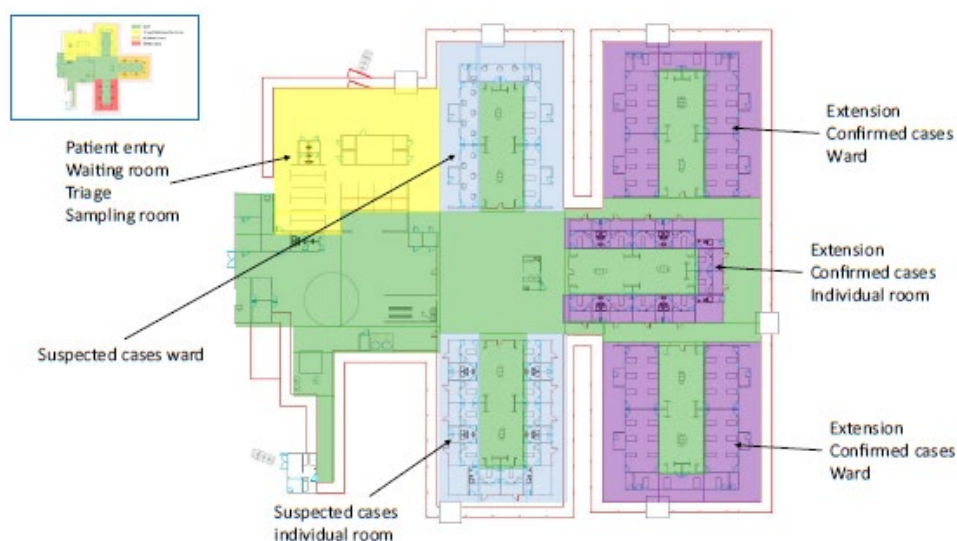 Patient entry
Waiting room
Triage
Sampling room
Suspected cases ward
Suspected cases
individual room
Extension
Confirmed cases
Ward
Extension
Confirmed cases
Individual room
Extension
Confirmed cases
Ward